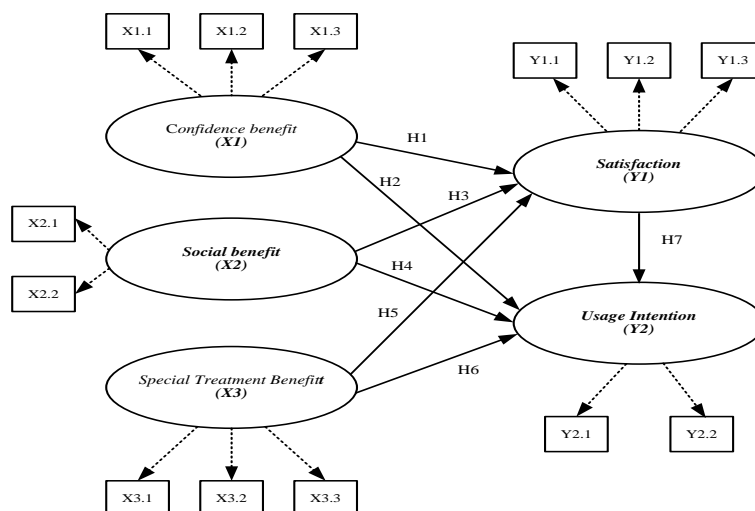 X1.1
X1.2
X1.3
Y1.1
Y1.2
Y1.3
Confidence benefit
(X1)
H1
H2
Satisfaction
(Y1)
H3
X2.1
X2.2
Social benefit
(X2)
H4
H7
H5
Usage Intention
(Y2)
Special Treatment Benefit
(X3)
H6
Y2.1
Y2.2
X3.1
X3.2
X3.3